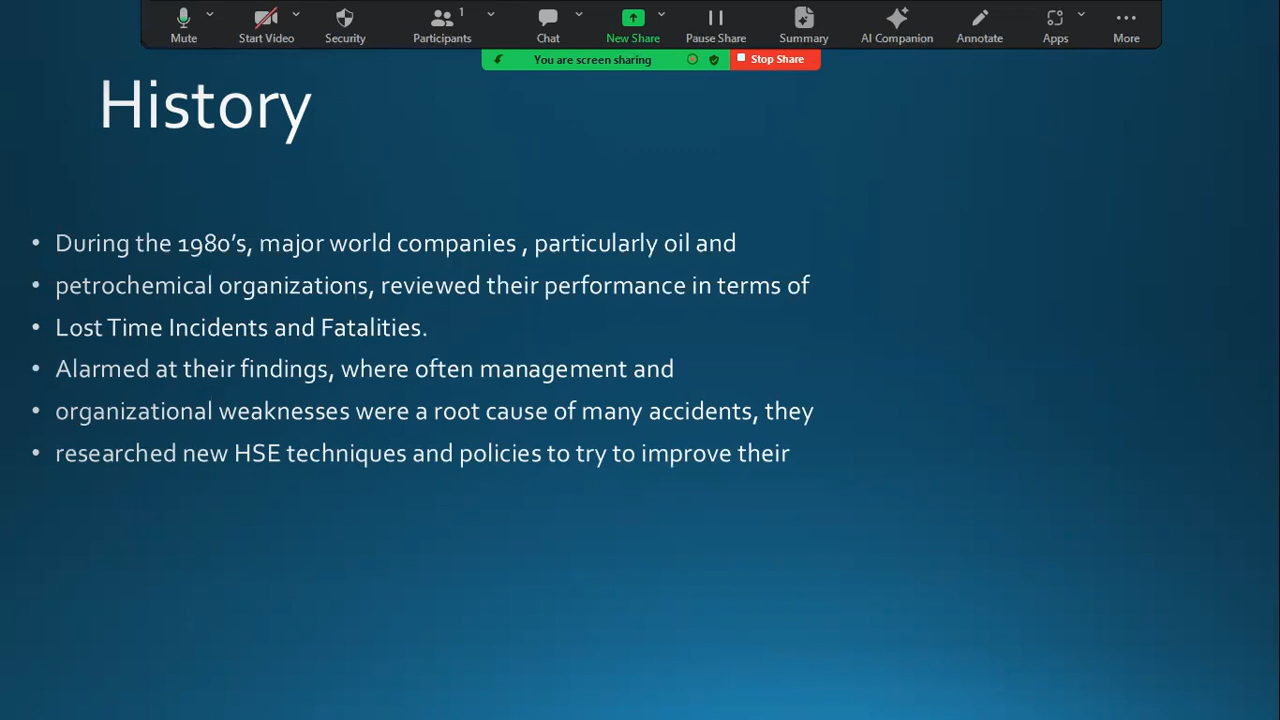 Mute
Start Video
Security
Participants
1
Chat
New Share
Pause Share
Summary
AI Companion
Annotate
Apps
More
You are screen sharing
Stop Share
History
• During the 1980's, major world companies , particularly oil and
• petrochemical organizations, reviewed their performance in terms of
• Lost Time Incidents and Fatalities.
• Alarmed at their findings, where often management and
• organizational weaknesses were a root cause of many accidents, they
• researched new HSE techniques and policies to try to improve their